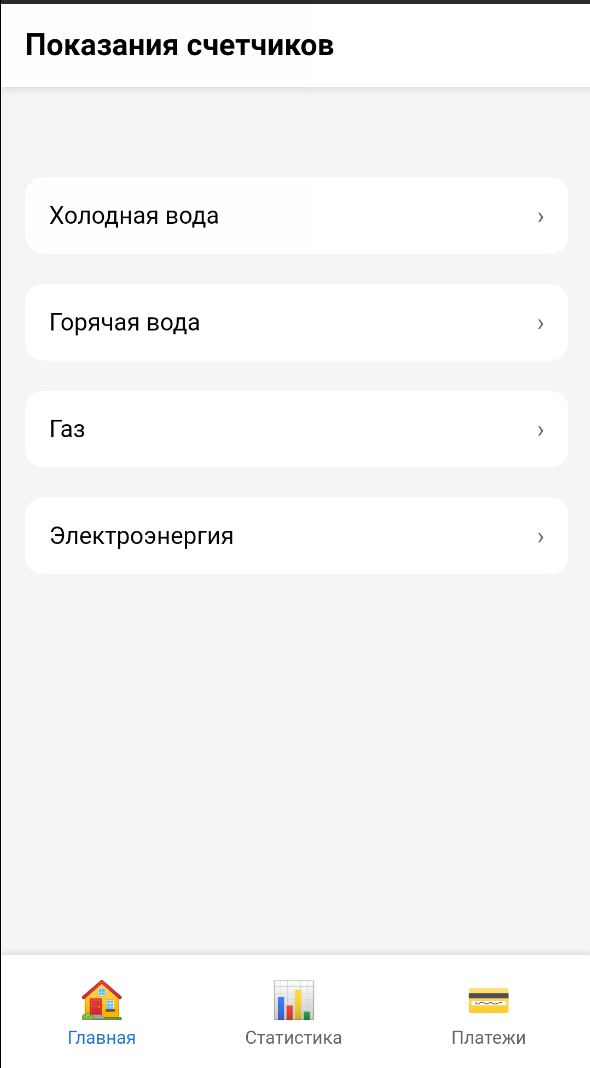 Показания счетчиков
Холодная вода
Горячая вода
Газ
Электроэнергия
Главная
Статистика
Платежи